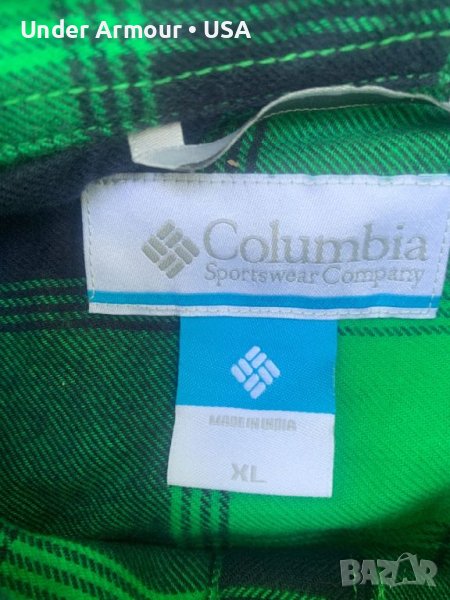 Under Armour • USA
Columbia
Sportswear Company
MADE IN INDIA
XL
BAZAR